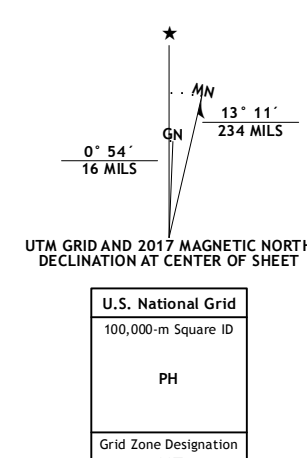 ★
MN
GN
13° 11´
234 MILS
0° 54´
16 MILS
UTM GRID AND 2017 MAGNETIC NORTH
DECLINATION AT CENTER OF SHEET
U.S. National Grid
100,000-m Square ID
PH
Grid Zone Designation